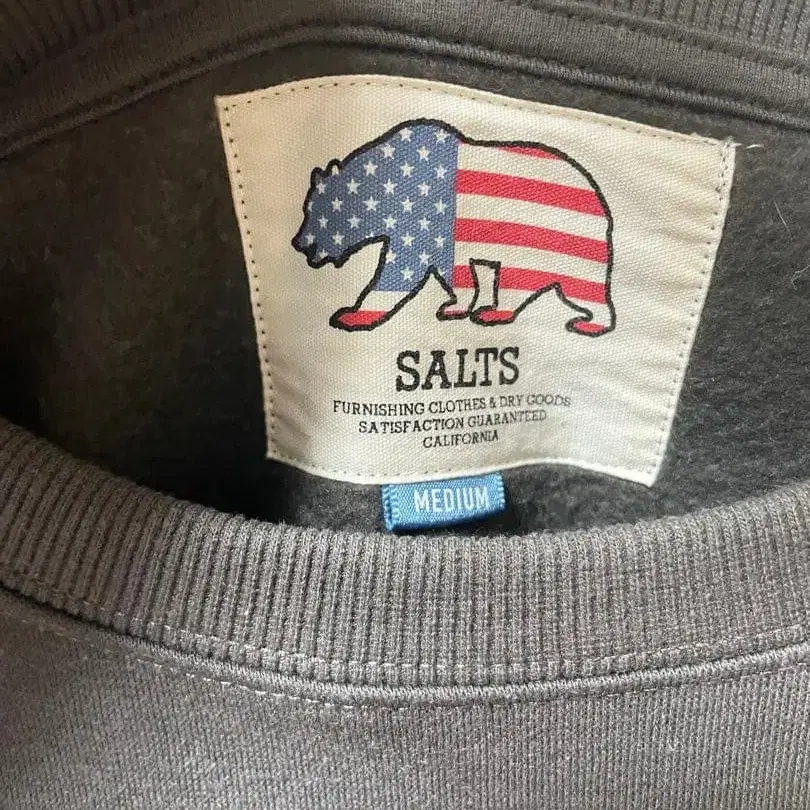 SALTS
FURNISHING CLOTHES & DRY GOODS
SATISFACTION GUARANTEED
CALIFORNIA
MEDIUM